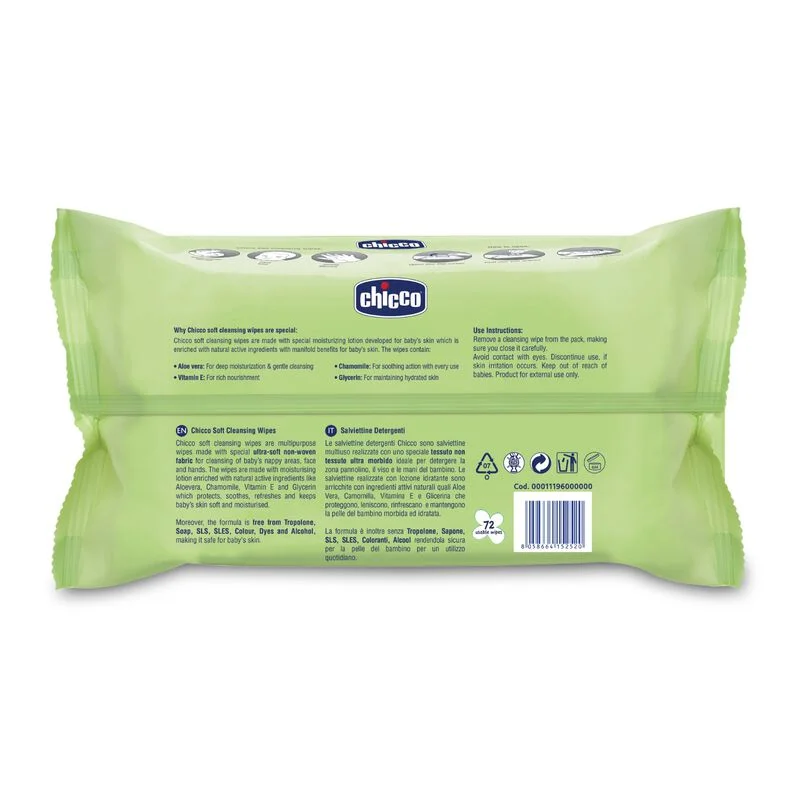 chicco
chicco
Why Chicco soft cleansing wipes are special:
Chicco soft cleansing wipes are made with special moisturizing lotion developed for baby's skin which is
enriched with natural active ingredients with manifold benefits for baby's skin. The wipes contain:
• Aloe vera: For deep moisturization & gentle cleansing
• Chamomile: For soothing action with every use
• Vitamin E: For rich nourishment
• Glycerin: For maintaining hydrated skin
Use Instructions:
Remove a cleansing wipe from the pack, making
sure you close it carefully.
Avoid contact with eyes. Discontinue use, if
skin irritation occurs. Keep out of reach of
babies. Product for external use only.
EN Chicco Soft Cleansing Wipes
Chicco soft cleansing wipes are multipurpose
wipes made with special ultra-soft non-woven
fabric for cleansing of baby's nappy areas, face
and hands. The wipes are made with moisturising
lotion enriched with natural active ingredients like
Aloevera, Chamomile, Vitamin E and Glycerin
which protects, soothes, refreshes and keeps
baby's skin soft and moisturised.
Moreover, the formula is free from Tropolone,
Soap, SLS, SLES, Colour, Dyes and Alcohol,
making it safe for baby's skin.
IT Salviettine Detergenti
Le salviettine detergenti Chicco sono salviettine
multiuso realizzate con uno speciale tessuto non
tessuto ultra morbido ideale per detergere la
zona pannolino, il viso e le mani del bambino. Le
salviettine realizzate con lozione idratante sono
arricchite con ingredienti attivi naturali quali Aloe
Vera, Camomilla, Vitamina E e Glicerina che
proteggono, leniscono, rinfrescano e mantengono
la pelle del bambino morbida ed idratata.
La formula è inoltre senza Tropolone, Sapone,
SLS, SLES, Coloranti, Alcool rendendola sicura
per la pelle del bambino per un utilizzo
quotidiano.
07
Cod. 00011196000000
72
usable wipes
8 058664 152520